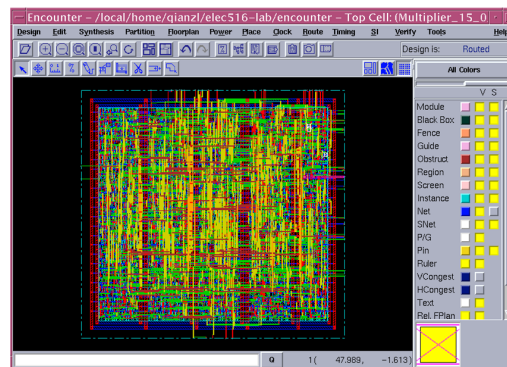 Encounter - /local/home/qianzl/elec516-lab/encounter - Top Cell: (Multiplier_15_0
Design Edit Synthesis Partition Floorplan Power Place Clock Route Timing SI Verify Tools Help
Design is: Routed
All Colors
V S
Module
Black Box
Fence
Guide
Obstruct
Region
Screen
Instance
Net
SNet
P/G
Pin
Ruler
VCongest
HCongest
Text
Rel. FPlan
Q 1( 47.989, -1.613)